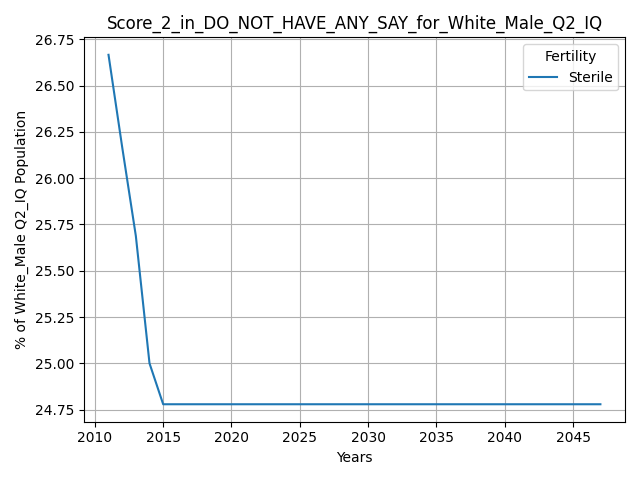 Score_2_in_DO_NOT_HAVE_ANY_SAY_for_White_Male_Q2_IQ
26.75
26.50
26.25
26.00
25.75
25.50
25.25
25.00
24.75
% of White_Male Q2_IQ Population
Fertility
Sterile
2010 2015 2020 2025 2030 2035 2040 2045
Years